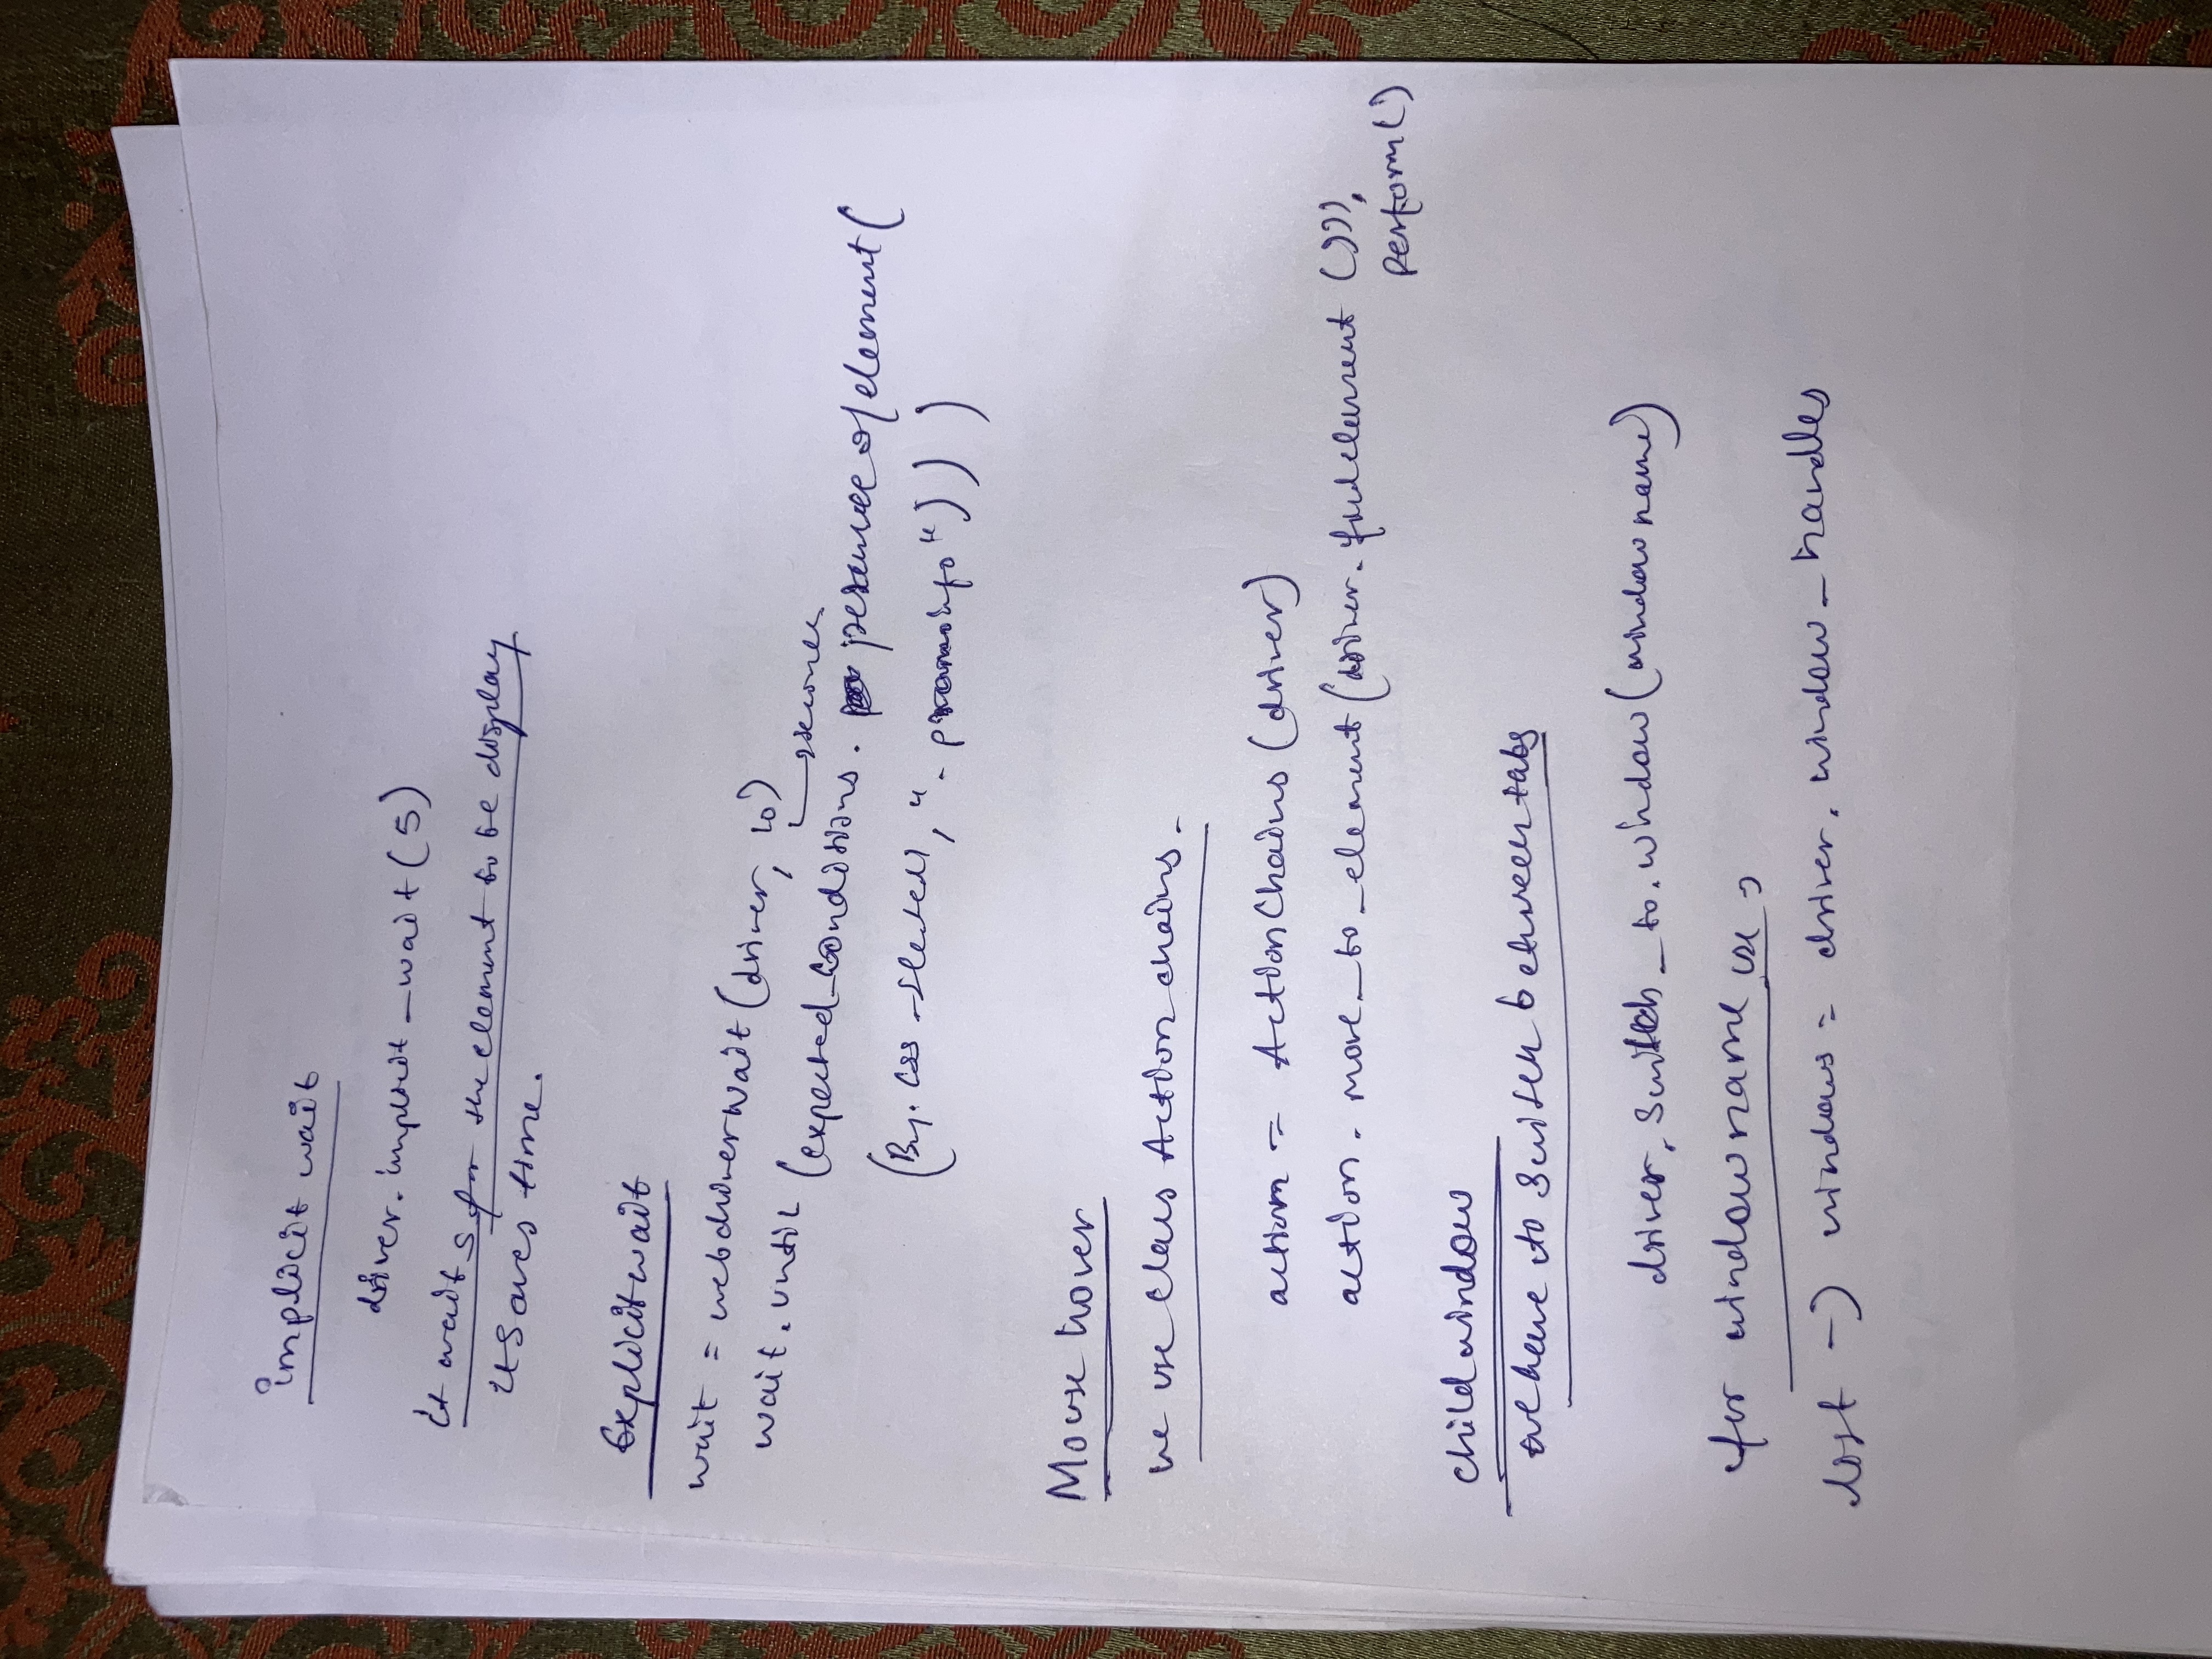 implicit wait
driver.implicit_wait(5)
it waits for the element to be display
it Saves time.
Explicit wait
wait = webdriverwait(driver, 10)
seconds
wait.until (expected_conditions. presence of element(
(By.CSS_, ".promoinfo")))
Mouse hover
we use Class Action chains.
action = ActionChains(driver)
action.move_to_element(driver.findelement ())).
perform()
child window
we have to Switch between tabs
driver.Switch_to.window(window name)
for window name use
list -> windows = driver.window_handles